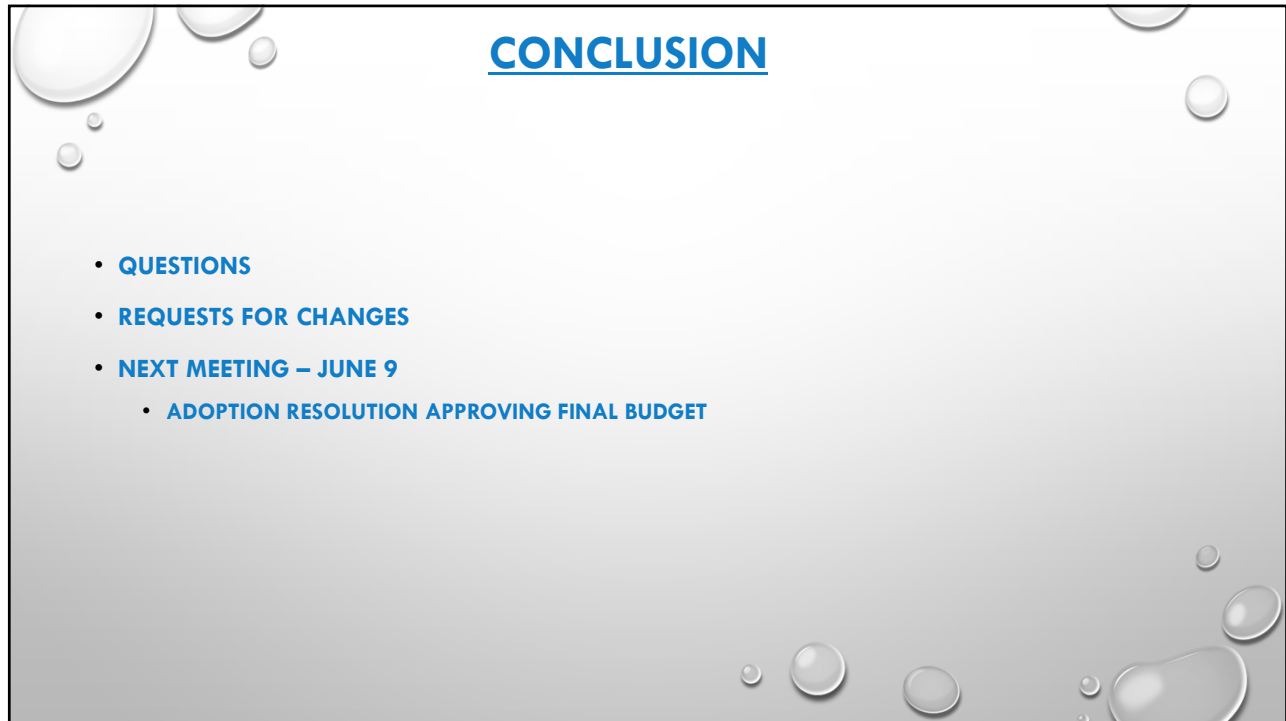 CONCLUSION
• QUESTIONS
• REQUESTS FOR CHANGES
• NEXT MEETING – JUNE 9
• ADOPTION RESOLUTION APPROVING FINAL BUDGET